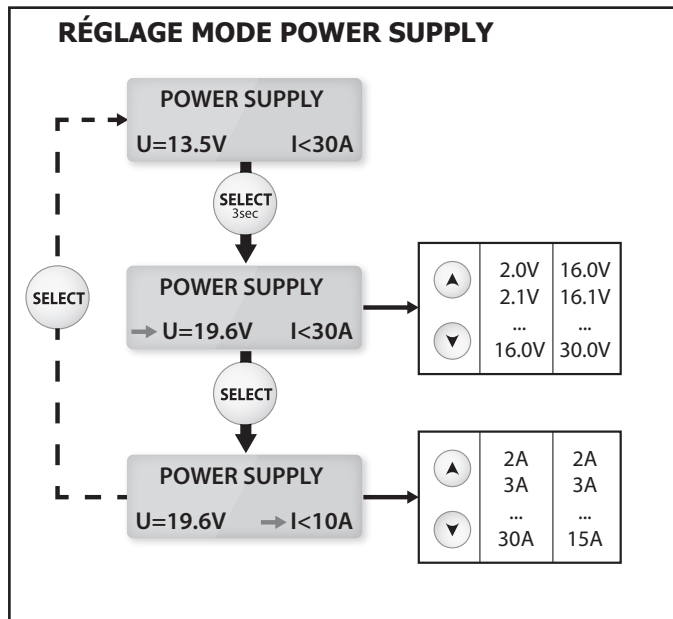 RÉGLAGE MODE POWER SUPPLY
POWER SUPPLY
U=13.5V I<30A
SELECT
3sec
POWER SUPPLY
U=19.6V I<30A
2.0V 16.0V
2.1V 16.1V
... ...
16.0V 30.0V
SELECT
SELECT
POWER SUPPLY
U=19.6V I<10A
2A 2A
3A 3A
... ...
30A 15A